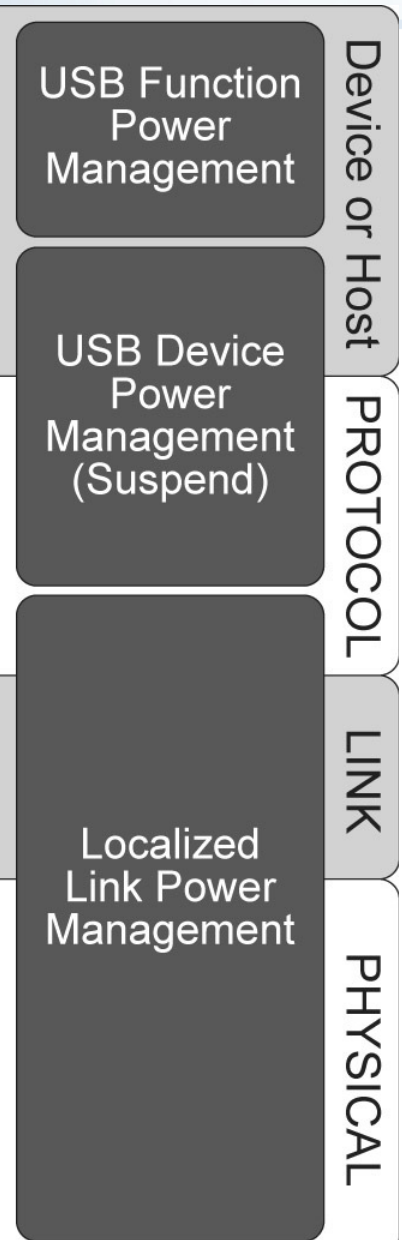 USB Function
Power
Management
Device or Host
USB Device
Power
Management
(Suspend)
PROTOCOL
Localized
Link Power
Management
LINK
PHYSICAL